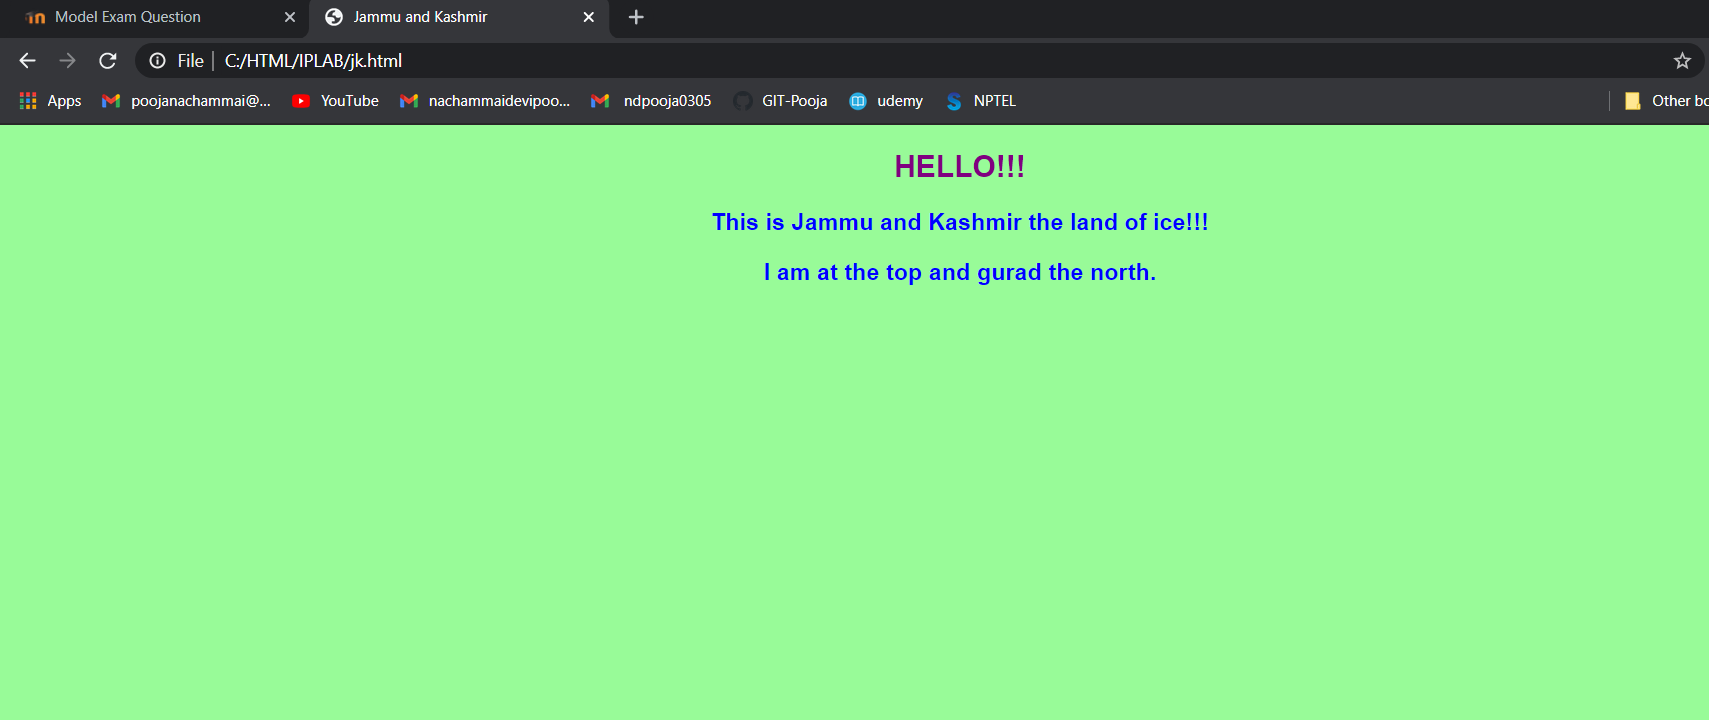 Model Exam Question
Jammu and Kashmir
File C:/HTML/IPLAB/jk.html
Apps poojanachammai@... YouTube nachammaidevipoo... ndpooja0305 GIT-Pooja udemy NPTEL Other bo
HELLO!!!
This is Jammu and Kashmir the land of ice!!!
I am at the top and gurad the north.